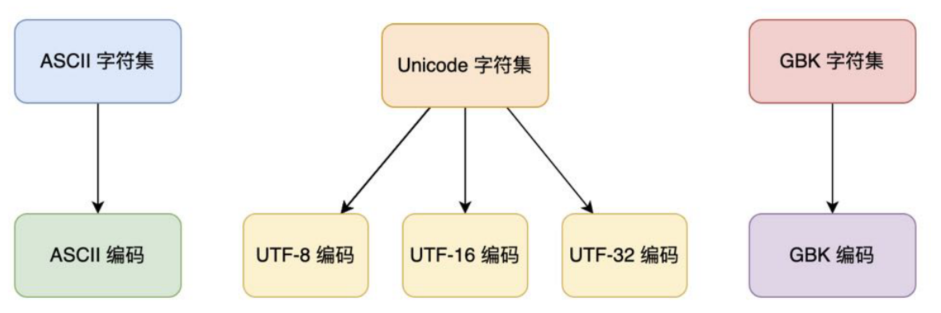 ASCII 字符集
Unicode 字符集
GBK 字符集
ASCII 编码
UTF-8 编码
UTF-16 编码
UTF-32 编码
GBK 编码